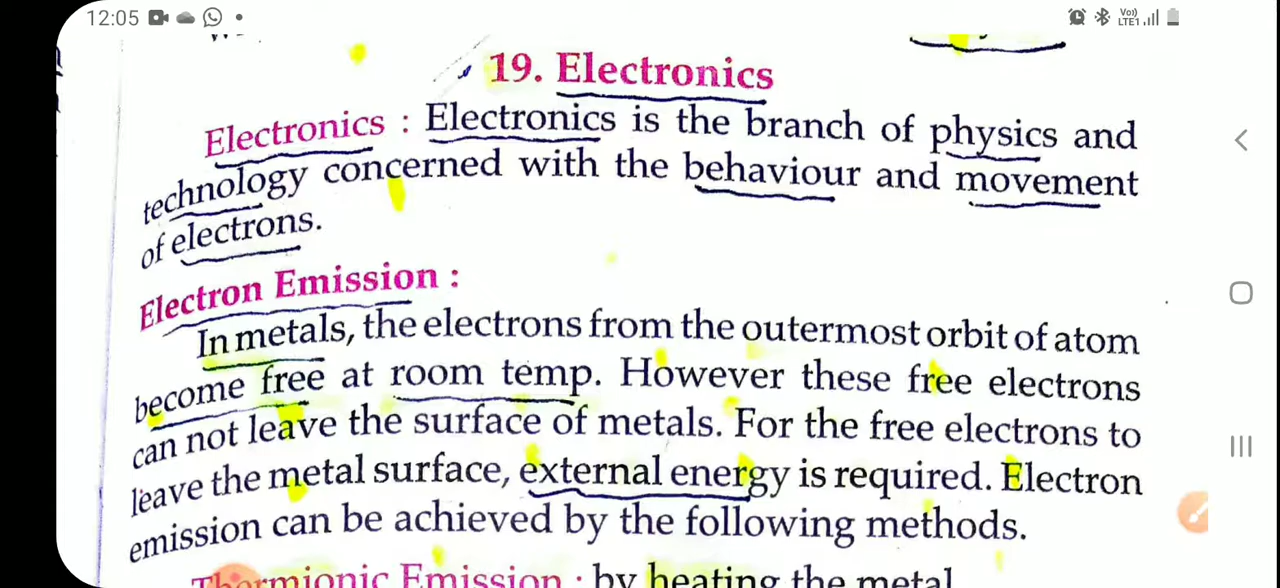 12:05
Vo)) LTE1
19. Electronics
Electronics : Electronics is the branch of physics and
technology concerned with the behaviour and movement
of electrons.
Electron Emission :
In metals, the electrons from the outermost orbit of atom
become free at room temp. However these free electrons
can not leave the surface of metals. For the free electrons to
leave the metal surface, external energy is required. Electron
emission can be achieved by the following methods.
Thermionic Emission : by heating the metal